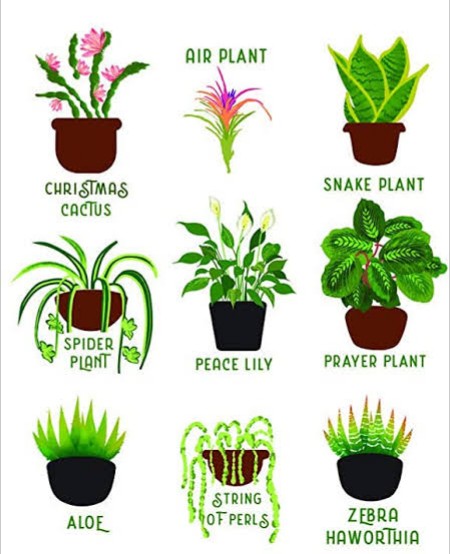 AIR PLANT
CHRISTMAS
CACTUS
SNAKE PLANT
SPIDER
PLANT
PEACE LILY
PRAYER PLANT
ALOE
STRING
OF PERLS
ZEBRA
HAWORTHIA